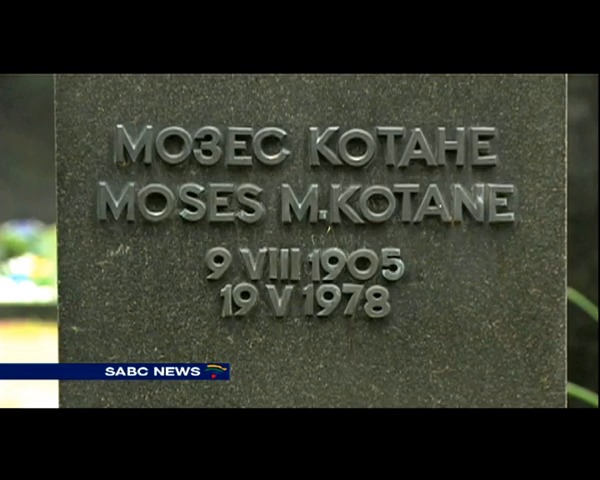 МОЗЕС КОТАНЕ
MOSES M.KOTANE
9 VIII 1905
19 V 1978
SABC NEWS